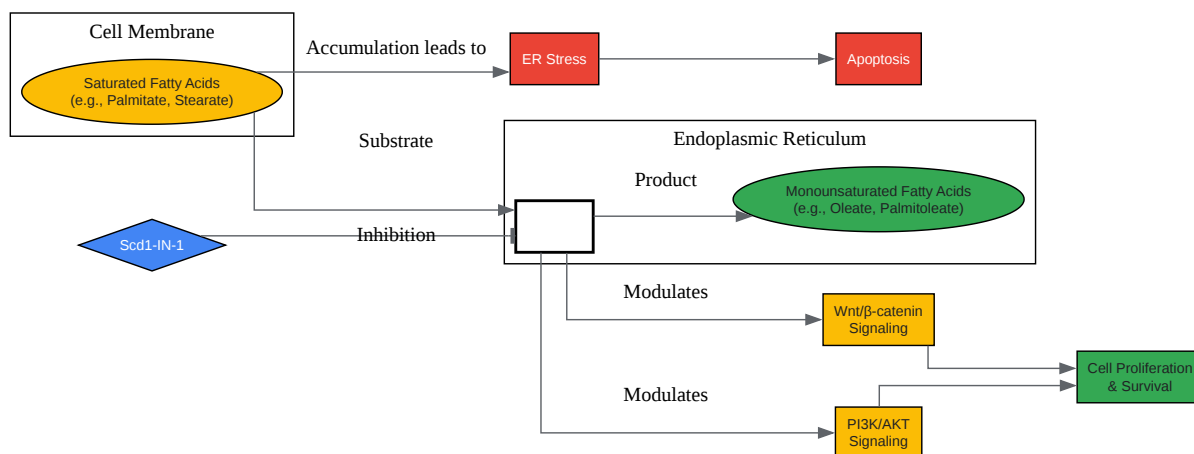 Cell Membrane
Accumulation leads to
ER Stress
Apoptosis
Saturated Fatty Acids
(e.g., Palmitate, Stearate)
Substrate
Endoplasmic Reticulum
Product
Monounsaturated Fatty Acids
(e.g., Oleate, Palmitoleate)
Scd1-IN-1
Inhibition
Modulates
Wnt/β-catenin
Signaling
Cell Proliferation
& Survival
Modulates
PI3K/AKT
Signaling